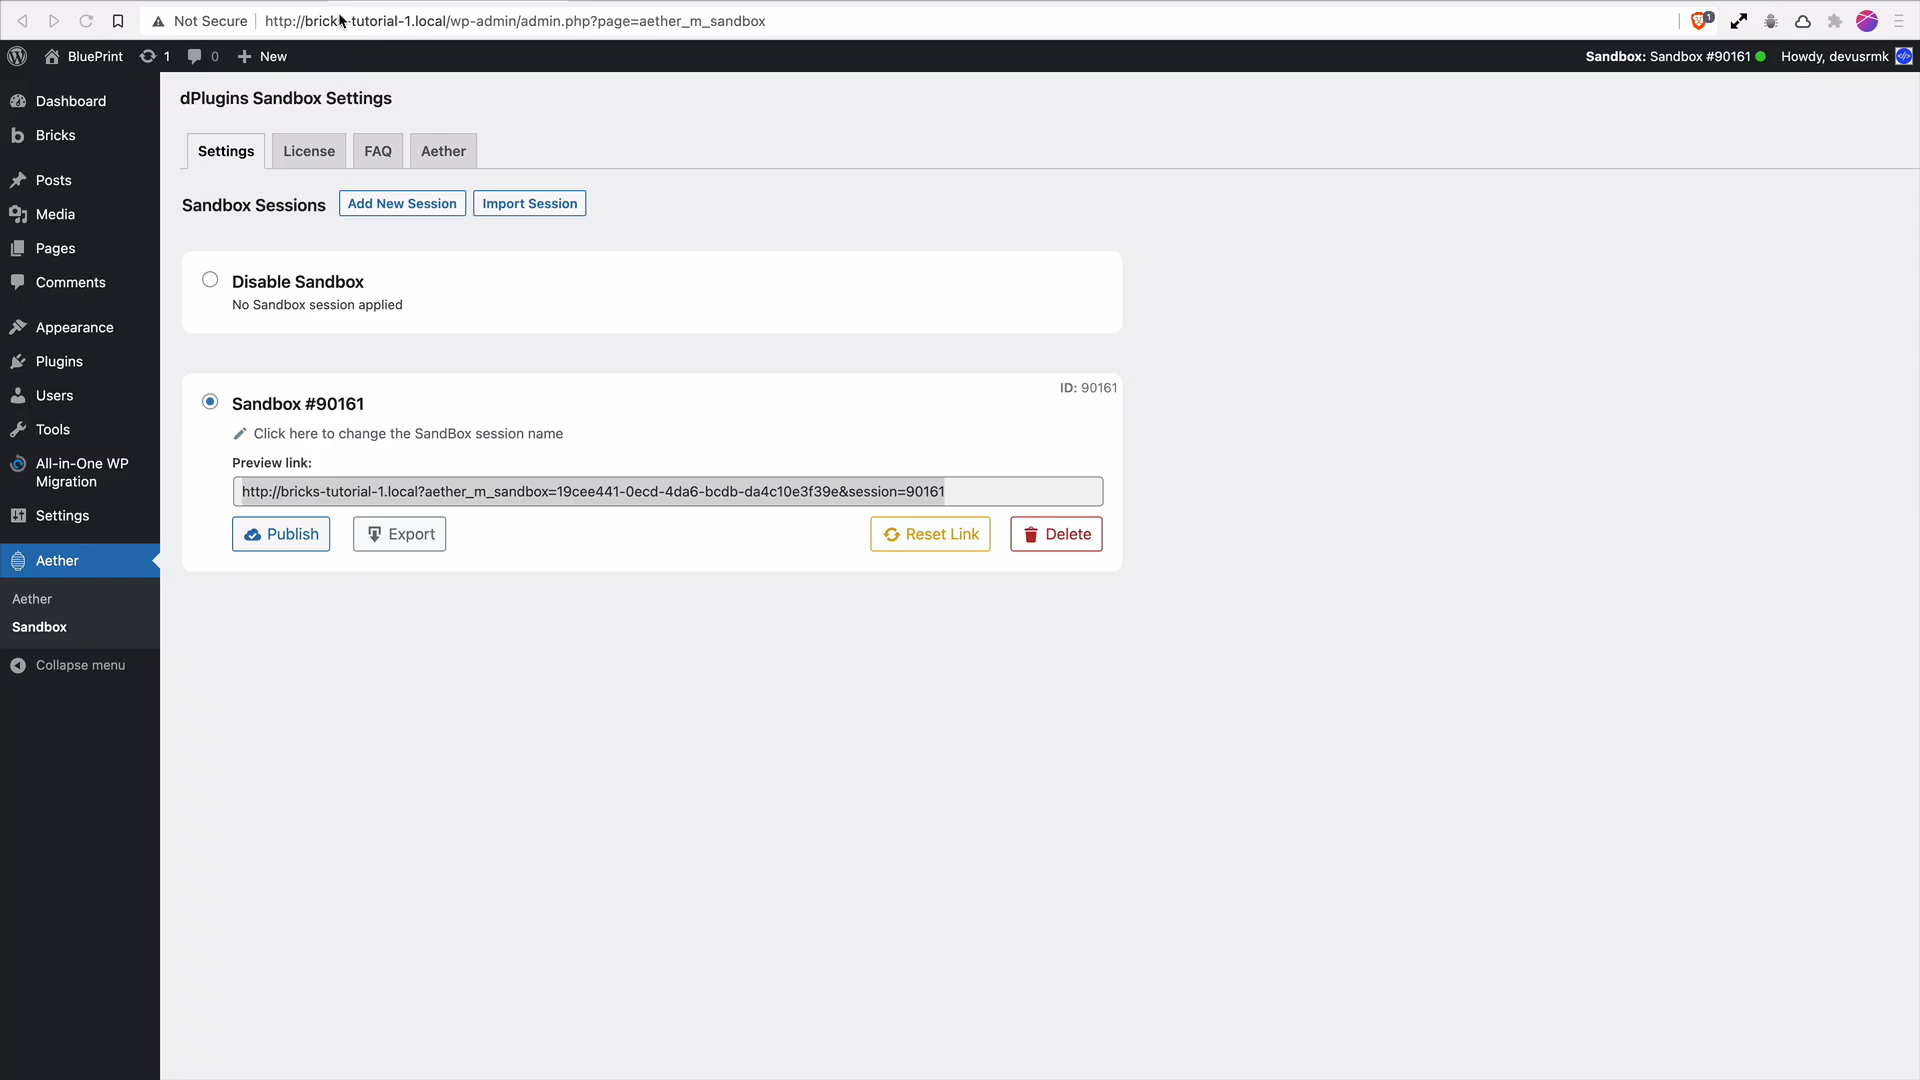 Not Secure
http://bricks-tutorial-1.local/wp-admin/admin.php?page=aether_m_sandbox
1
BluePrint
1
0
New
Sandbox: Sandbox #90161
Howdy, devusrmk
Dashboard
Bricks
Posts
Media
Pages
Comments
Appearance
Plugins
Users
Tools
All-in-One WP
Migration
Settings
Aether
Aether
Sandbox
Collapse menu
dPlugins Sandbox Settings
Settings
License
FAQ
Aether
Sandbox Sessions
Add New Session
Import Session
Disable Sandbox
No Sandbox session applied
ID: 90161
Sandbox #90161
Click here to change the SandBox session name
Preview link:
http://bricks-tutorial-1.local?aether_m_sandbox=19cee441-0ecd-4da6-bcdb-da4c10e3f39e&session=90161
Publish
Export
Reset Link
Delete